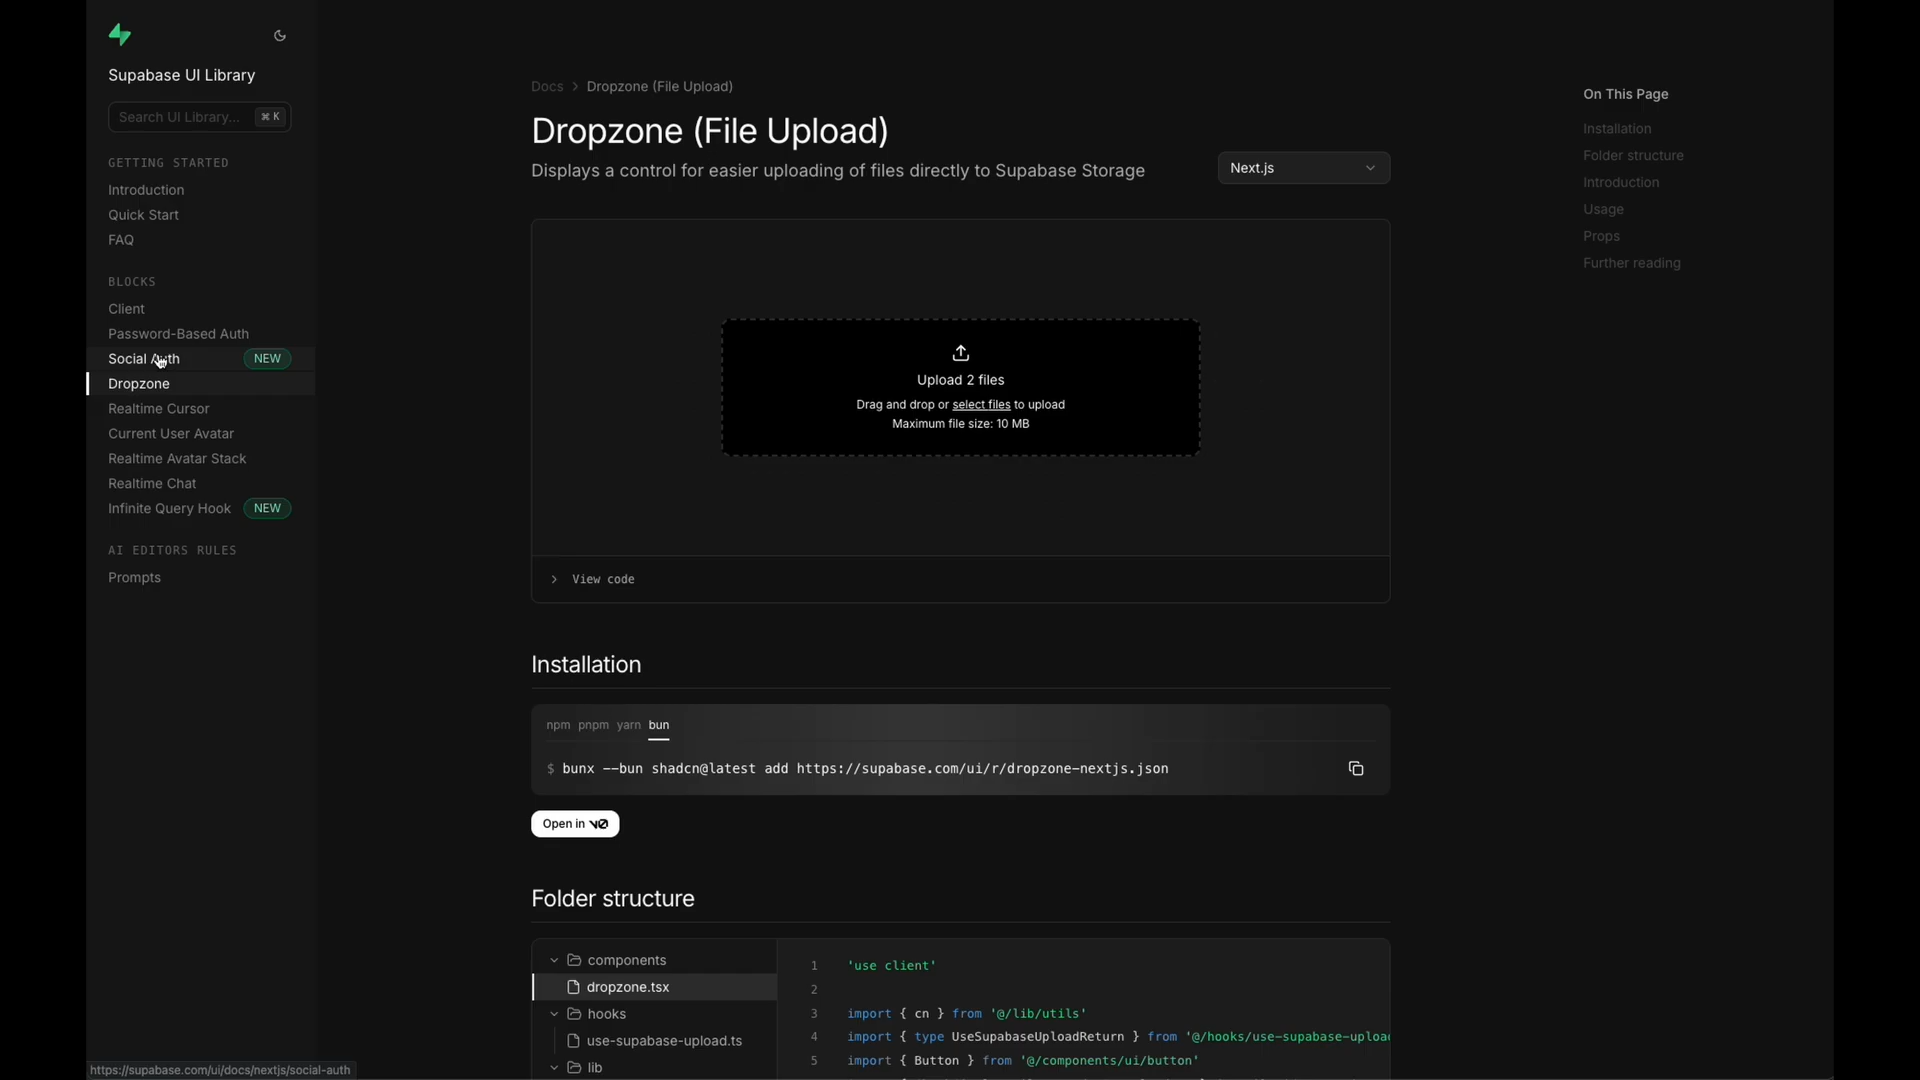 Supabase UI Library
Search UI Library...
⌘ K
GETTING STARTED
Introduction
Quick Start
FAQ
BLOCKS
Client
Password-Based Auth
Social Auth
NEW
Dropzone
Realtime Cursor
Current User Avatar
Realtime Avatar Stack
Realtime Chat
Infinite Query Hook
NEW
AI EDITORS RULES
Prompts
https://supabase.com/ui/docs/nextjs/social-auth
Docs > Dropzone (File Upload)
Dropzone (File Upload)
Displays a control for easier uploading of files directly to Supabase Storage
Next.js
Upload 2 files
Drag and drop or select files to upload
Maximum file size: 10 MB
View code
Installation
npm pnpm yarn bun
$ bunx --bun shadcn@latest add https://supabase.com/ui/r/dropzone-nextjs.json
Open in v0
Folder structure
components
dropzone.tsx
hooks
use-supabase-upload.ts
lib
1 'use client'
2
3 import { cn } from '@/lib/utils'
4 import { type UseSupabaseUploadReturn } from '@/hooks/use-supabase-upload
5 import { Button } from '@/components/ui/button'
On This Page
Installation
Folder structure
Introduction
Usage
Props
Further reading